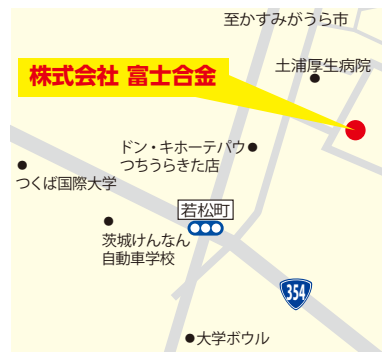 至かすみがうら市
土浦厚生病院
株式会社 富士合金
ドン・キホーテパウ
つちうらきた店
つくば国際大学
若松町
茨城けんなん
自動車学校
354
大学ボウル